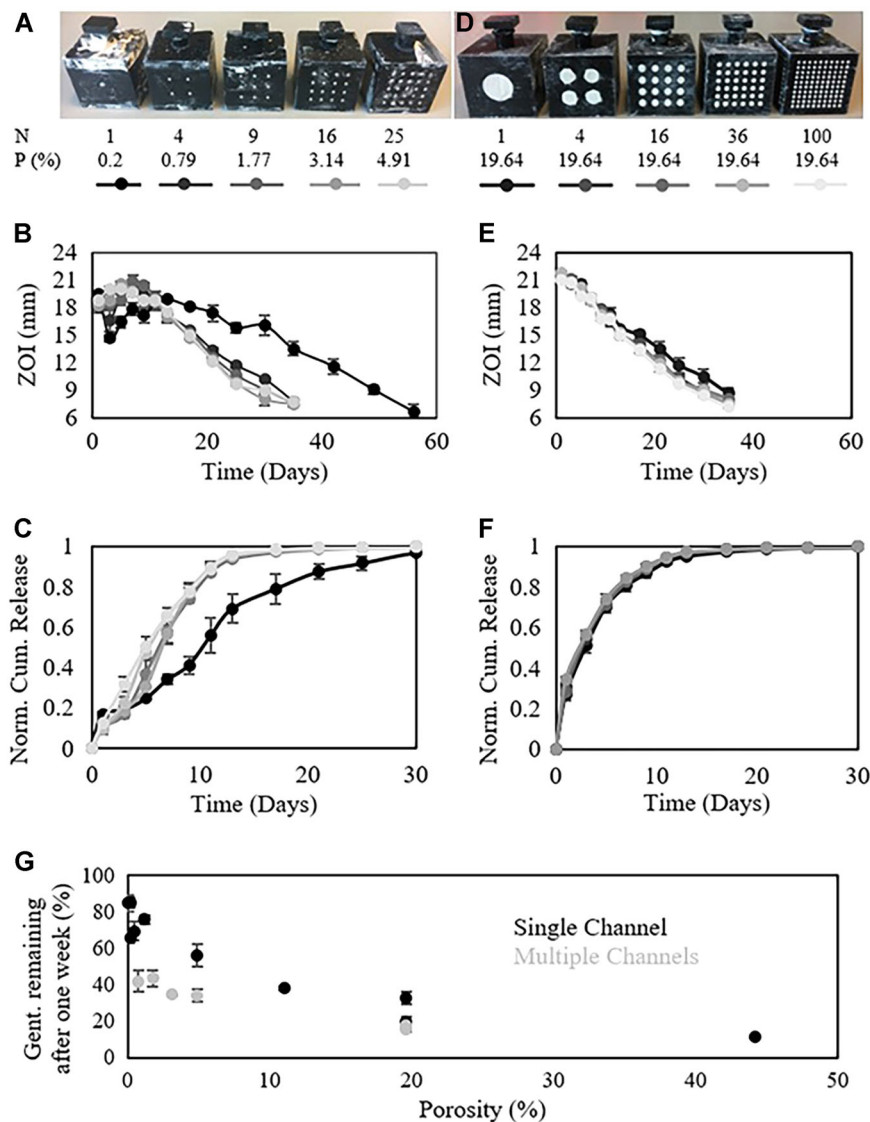 A
D
N 1 4 9 16 25
P (%) 0.2 0.79 1.77 3.14 4.91
1 4 16 36 100
19.64 19.64 19.64 19.64 19.64
B
24
21
18
15
12
9
6
ZOI (mm)
0 20 40 60
Time (Days)
E
24
21
18
15
12
9
6
ZOI (mm)
0 20 40 60
Time (Days)
C
1
0.8
0.6
0.4
0.2
0
Norm. Cum. Release
0 10 20 30
Time (Days)
F
1
0.8
0.6
0.4
0.2
0
Norm. Cum. Release
0 10 20 30
Time (Days)
G
100
80
60
40
20
0
Gent. remaining
after one week (%)
Single Channel
Multiple Channels
0 10 20 30 40 50
Porosity (%)